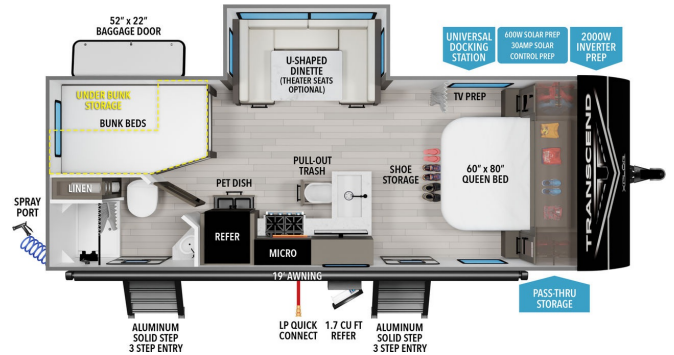 52" x 22"
BAGGAGE DOOR
UNIVERSAL
DOCKING
STATION
600W SOLAR PREP
30AMP SOLAR
CONTROL PREP
2000W
INVERTER
PREP
U-SHAPED
DINETTE
(THEATER SEATS
OPTIONAL)
UNDER BUNK
STORAGE
BUNK BEDS
TV PREP
PULL-OUT
TRASH
SHOE
STORAGE
60" x 80"
QUEEN BED
TRANSCEND
LINEN
PET DISH
SPRAY
PORT
REFER
MICRO
19' AWNING
PASS-THRU
STORAGE
ALUMINUM
SOLID STEP
3 STEP ENTRY
LP QUICK
CONNECT
1.7 CU FT
REFER
ALUMINUM
SOLID STEP
3 STEP ENTRY